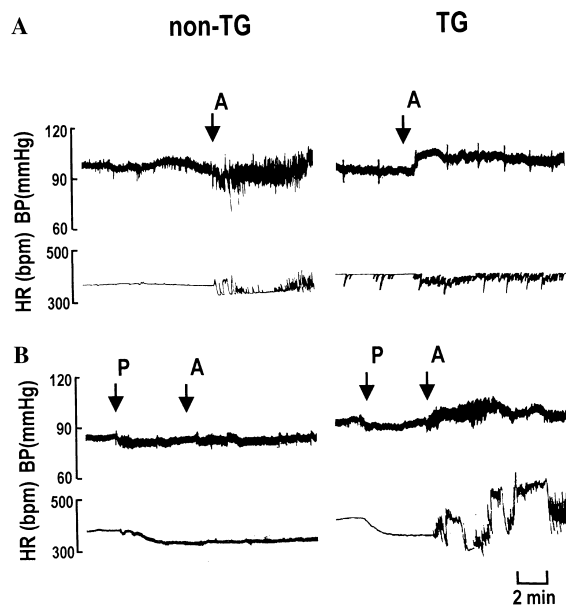 A
non-TG
TG
A
A
BP(mmHg)
120
90
60
HR (bpm)
500
300
B
P
A
P
A
BP(mmHg)
120
90
60
HR (bpm)
500
300
2 min